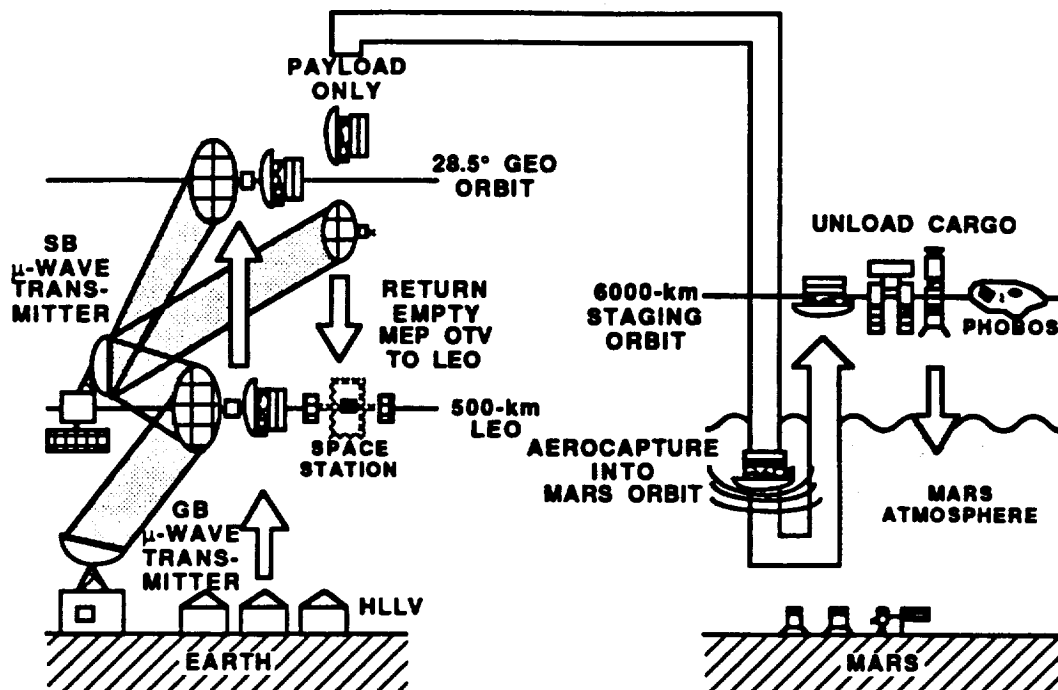 PAYLOAD
ONLY
28.5° GEO
ORBIT
SB
μ-WAVE
TRANS-
MITTER
RETURN
EMPTY
MEP OTV
TO LEO
500-km
LEO
SPACE
STATION
GB
μ-WAVE
TRANS-
MITTER
HLLV
EARTH
UNLOAD CARGO
6000-km
STAGING
ORBIT
PHOBOS
AEROCAPTURE
INTO
MARS ORBIT
MARS
ATMOSPHERE
MARS